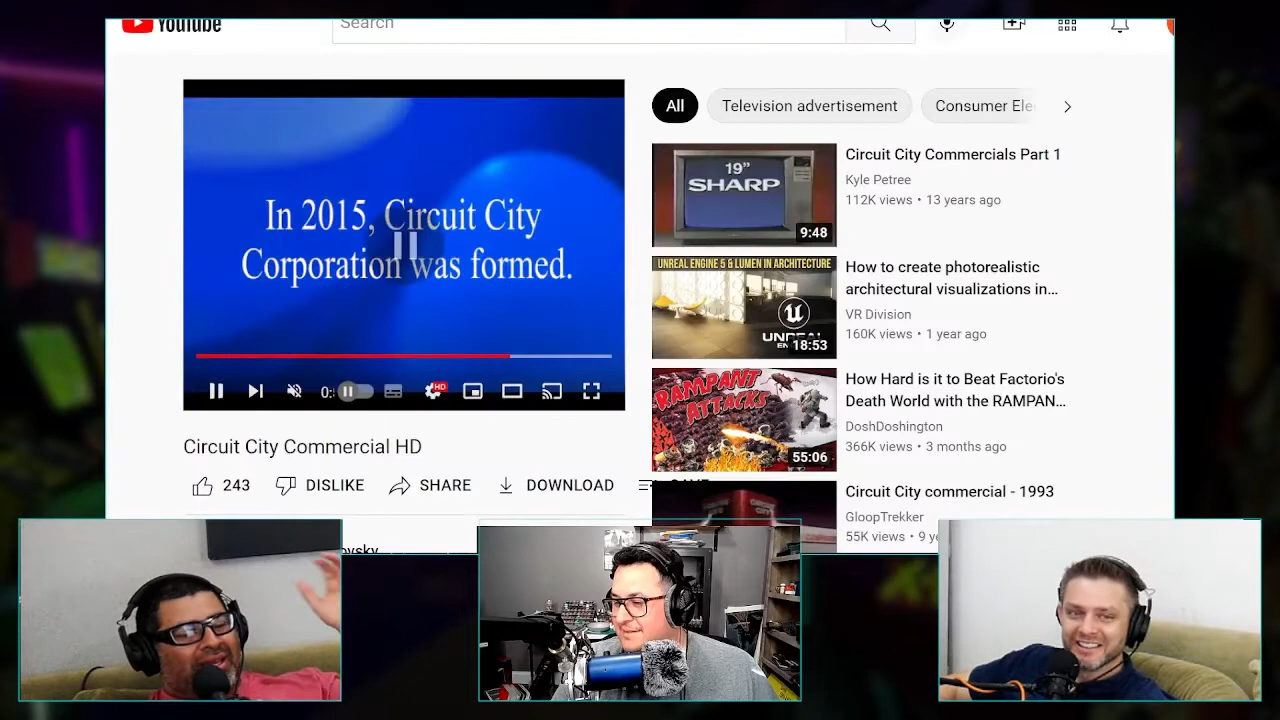 YouTube
Search
In 2015, Circuit City
Corporation was formed.
HD
Circuit City Commercial HD
243
DISLIKE
SHARE
DOWNLOAD
All
Television advertisement
Consumer Ele
19"
SHARP
9:48
Circuit City Commercials Part 1
Kyle Petree
112K views • 13 years ago
UNREAL ENGINE 5 & LUMEN IN ARCHITECTURE
18:53
How to create photorealistic
architectural visualizations in...
VR Division
160K views • 1 year ago
RAMPANT
ATTACKS
55:06
How Hard is it to Beat Factorio's
Death World with the RAMPAN...
DoshDoshington
366K views • 3 months ago
Circuit City commercial - 1993
GloopTrekker
55K views • 9 ye